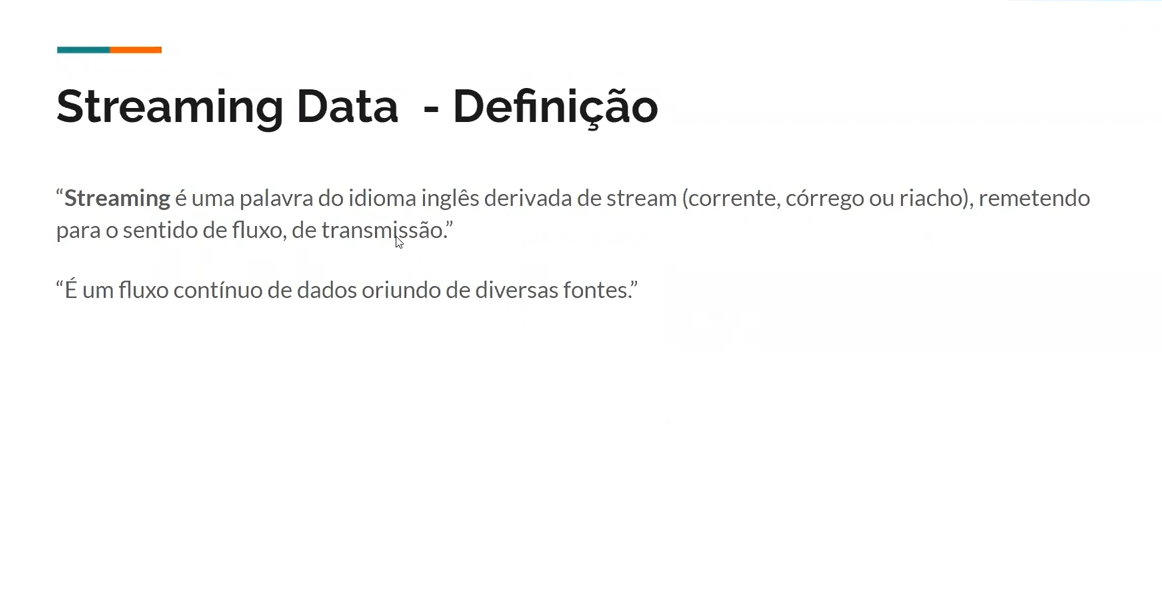 Streaming Data - Definição
“Streaming é uma palavra do idioma inglês derivada de stream (corrente, córrego ou riacho), remetendo
para o sentido de fluxo, de transmissão.”
“É um fluxo contínuo de dados oriundo de diversas fontes.”